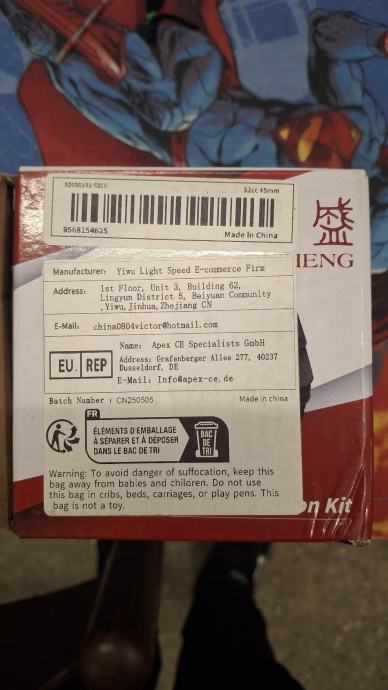 52000101-52CC
52cc 45mm
9568154625
Made In China
盛
HENG
Manufacturer: Yiwu Light Speed E-commerce Firm
Address: 1st Floor, Unit 3, Building 62,
Lingyun District 5, Beiyuan Community
,Yiwu,Jinhua,Zhejiang CN
E-Mail: china0804victor@hotmail.com
EU REP
Name: Apex CE Specialists GmbH
Address: Grafenberger Allee 277, 40237
Dusseldorf, DE
E-Mail: Info@apex-ce.de
Batch Number : CN250505
Made in china
FR
ÉLÉMENTS D'EMBALLAGE
À SÉPARER ET À DÉPOSER
DANS LE BAC DE TRI
BAC
DE
TRI
Warning: To avoid danger of suffocation, keep this
bag away from babies and children. Do not use
this bag in cribs, beds, carriages, or play pens. This
bag is not a toy.
on Kit